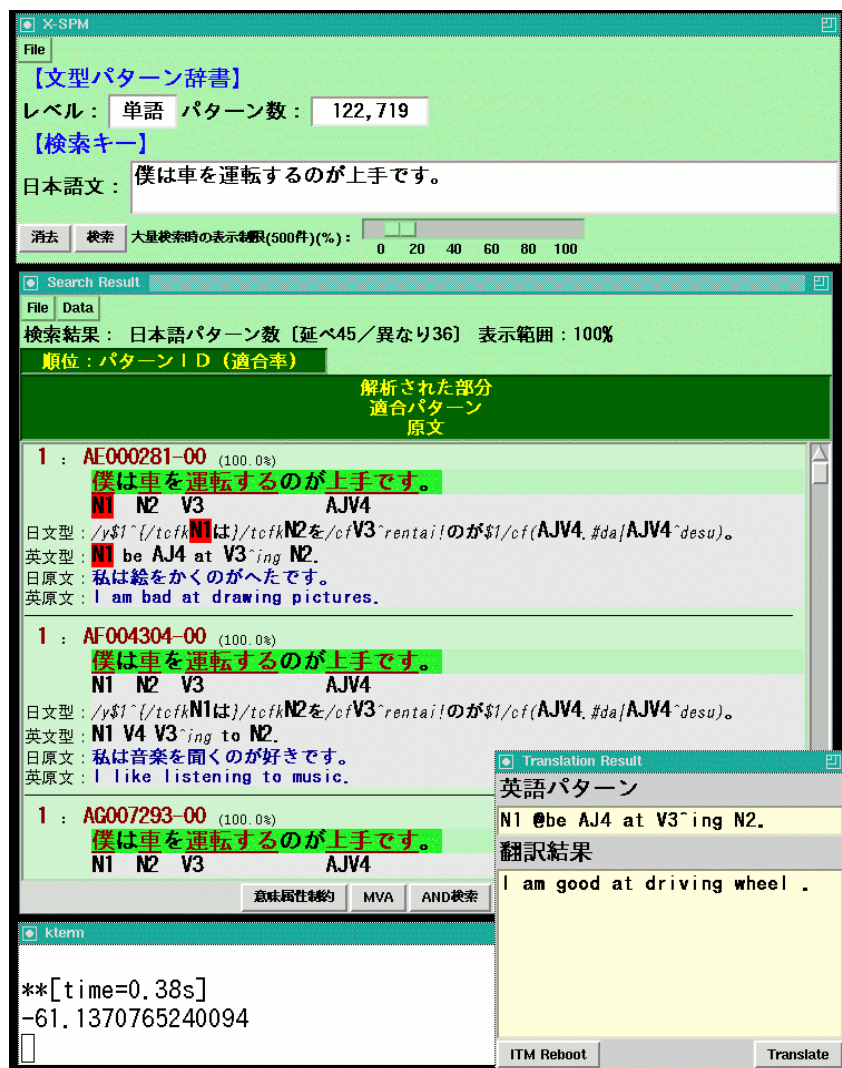 X-SPM
File
【文型パターン辞書】
レベル： 単語 パターン数： 122,719
【検索キー】
日本語文： 僕は車を運転するのが上手です。
消去 検索 大量検索時の表示制限(500件)(%)：
0 20 40 60 80 100
Search Result
File Data
検索結果： 日本語パターン数〔延べ45／異なり36〕 表示範囲：100%
順位：パターンＩＤ（適合率）
解析された部分
適合パターン
原文
1 : AE000281-00 (100.0%)
僕は車を運転するのが上手です。
N1 N2 V3 AJV4
日文型：/y$1^{/tcfkN1は}/tcfkN2を/cfV3^rentai!のが$1/cf(AJV4.#da|AJV4^desu)。
英文型：N1 be AJ4 at V3^ing N2.
日原文：私は絵をかくのがへたです。
英原文：I am bad at drawing pictures.
1 : AF004304-00 (100.0%)
僕は車を運転するのが上手です。
N1 N2 V3 AJV4
日文型：/y$1^{/tcfkN1は}/tcfkN2を/cfV3^rentai!のが$1/cf(AJV4.#da|AJV4^desu)。
英文型：N1 V4 V3^ing to N2.
日原文：私は音楽を聞くのが好きです。
英原文：I like listening to music.
1 : AG007293-00 (100.0%)
僕は車を運転するのが上手です。
N1 N2 V3 AJV4
意味属性制約 MVA AND検索
Translation Result
英語パターン
N1 @be AJ4 at V3^ing N2.
翻訳結果
I am good at driving wheel .
ITM Reboot Translate
kterm
**[time=0.38s]
-61.1370765240094